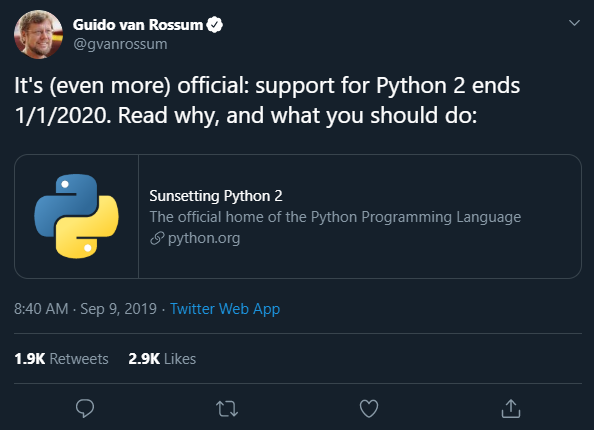 Guido van Rossum
@gvanrossum
It's (even more) official: support for Python 2 ends
1/1/2020. Read why, and what you should do:
Sunsetting Python 2
The official home of the Python Programming Language
python.org
8:40 AM · Sep 9, 2019 · Twitter Web App
1.9K Retweets 2.9K Likes